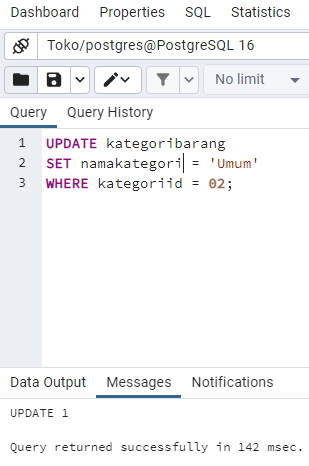 Dashboard Properties SQL Statistics
Toko/postgres@PostgreSQL 16
No limit
Query Query History
1 UPDATE kategoribarang
2 SET namakategori = 'Umum'
3 WHERE kategoriid = 02;
Data Output Messages Notifications
UPDATE 1
Query returned successfully in 142 msec.